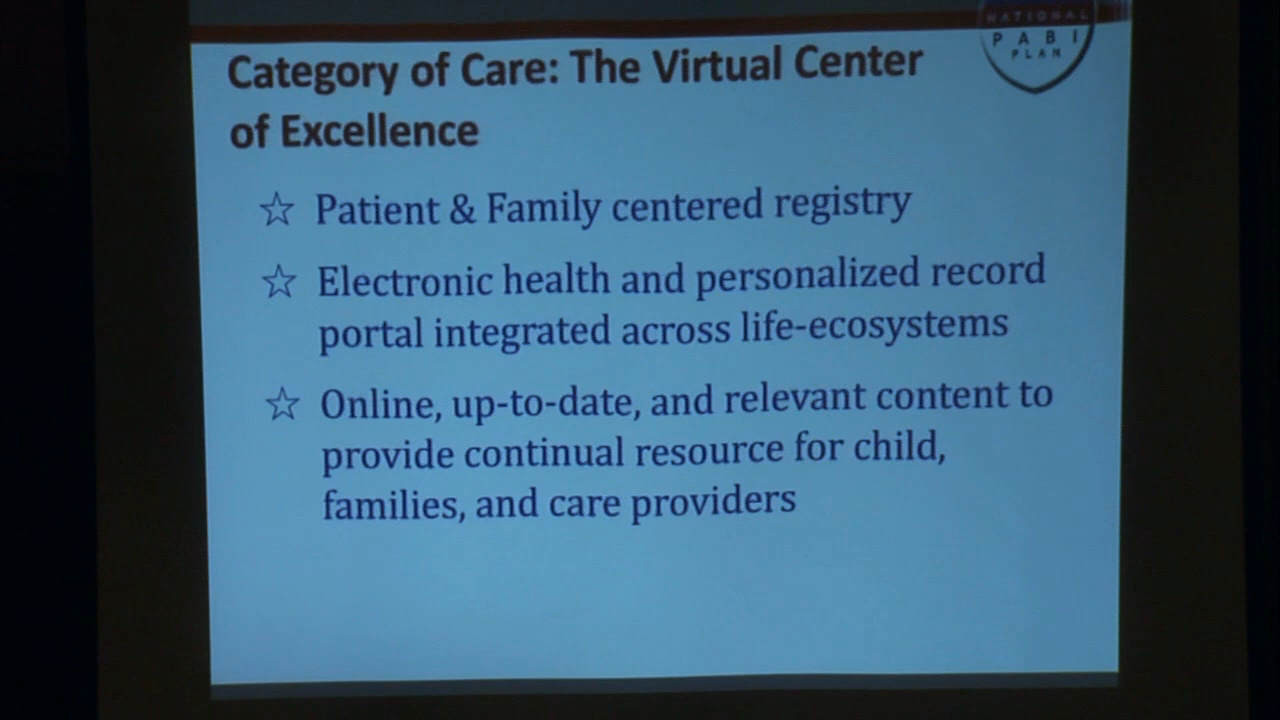 NATIONAL
PABI
PLAN
Category of Care: The Virtual Center
of Excellence
☆ Patient & Family centered registry
☆ Electronic health and personalized record
portal integrated across life-ecosystems
☆ Online, up-to-date, and relevant content to
provide continual resource for child,
families, and care providers